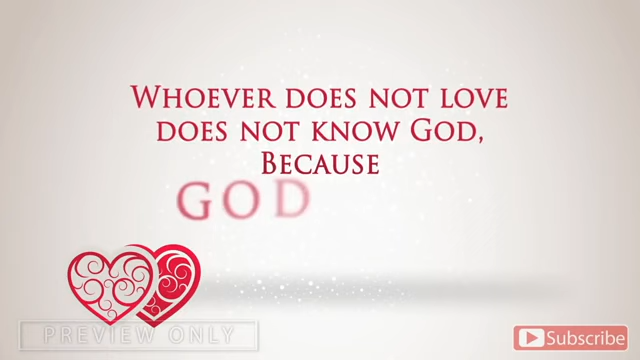 Whoever does not love
does not know God,
Because
GOD
PREVIEW ONLY
Subscribe